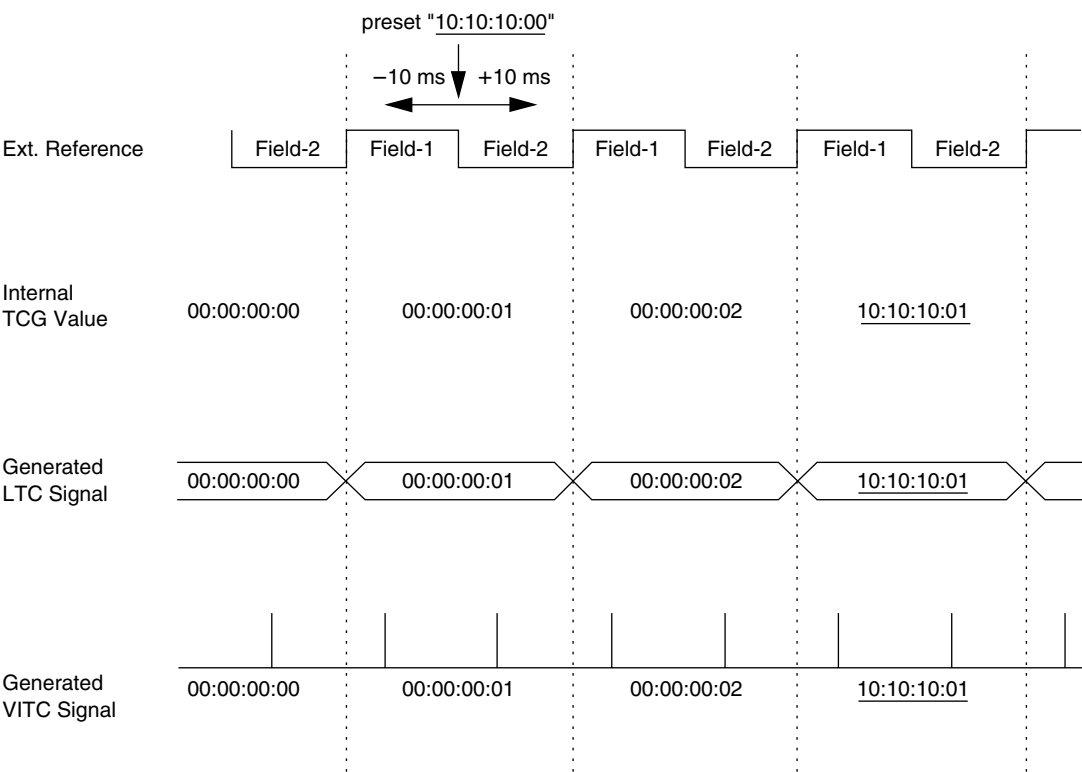 preset "10:10:10:00"
−10 ms +10 ms
Ext. Reference Field-2 Field-1 Field-2 Field-1 Field-2 Field-1 Field-2
Internal
TCG Value 00:00:00:00 00:00:00:01 00:00:00:02 10:10:10:01
Generated
LTC Signal 00:00:00:00 00:00:00:01 00:00:00:02 10:10:10:01
Generated
VITC Signal 00:00:00:00 00:00:00:01 00:00:00:02 10:10:10:01